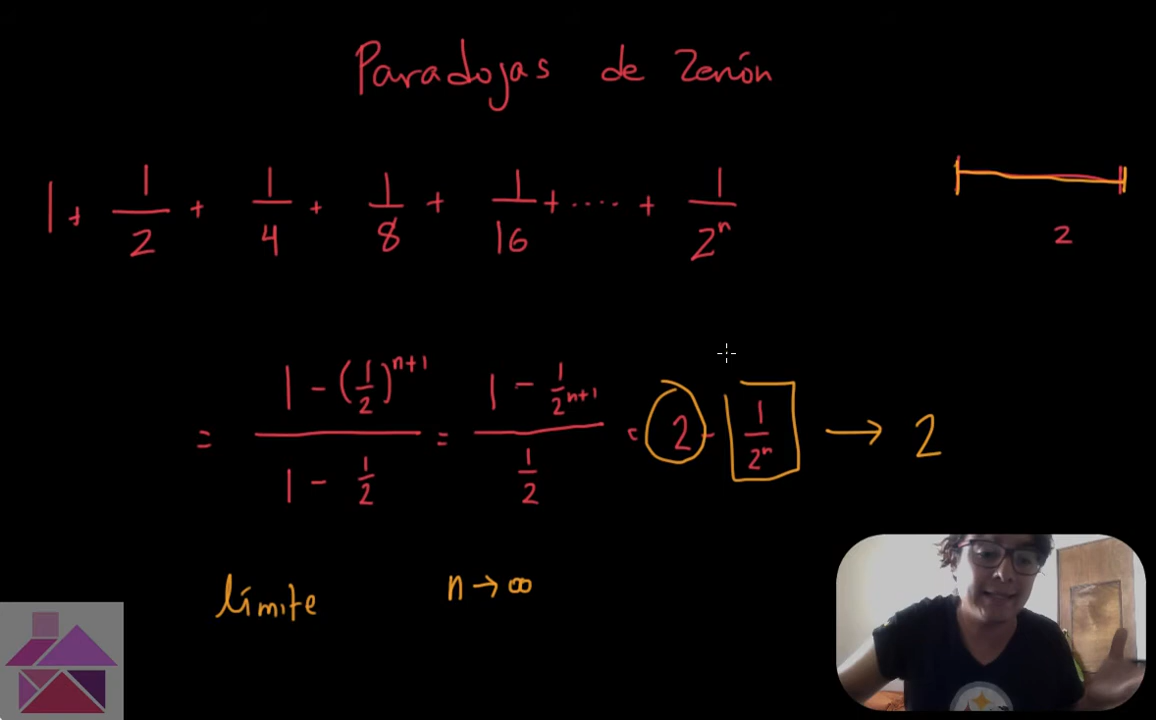 Paradojas de Zenón
1 + 1/2 + 1/4 + 1/8 + 1/16 + .... + 1/2^n
2
= (1 - (1/2)^(n+1)) / (1 - 1/2) = (1 - 1/2^(n+1)) / (1/2) = 2 - 1/2^n → 2
límite n → ∞